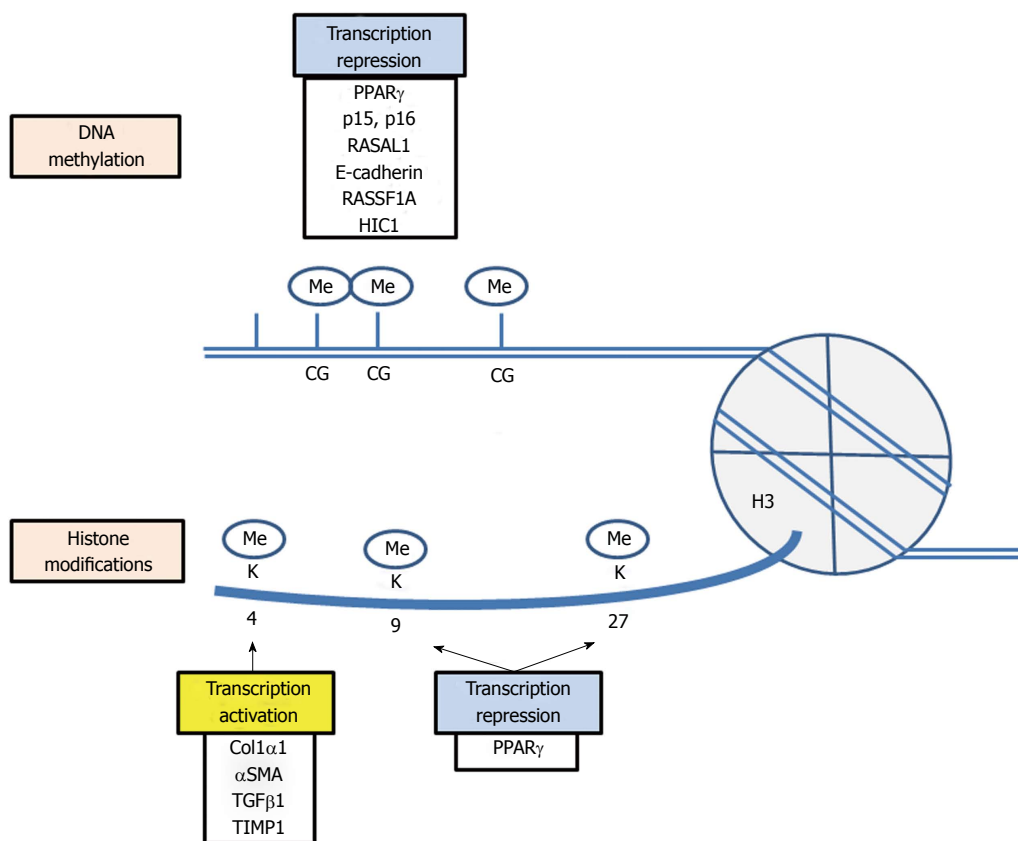 Transcription
repression
PPARγ
p15, p16
RASAL1
E-cadherin
RASSF1A
HIC1
DNA
methylation
Me Me Me
CG CG CG
H3
Histone
modifications
Me Me Me
K K K
4 9 27
Transcription
activation
Col1α1
αSMA
TGFβ1
TIMP1
Transcription
repression
PPARγ